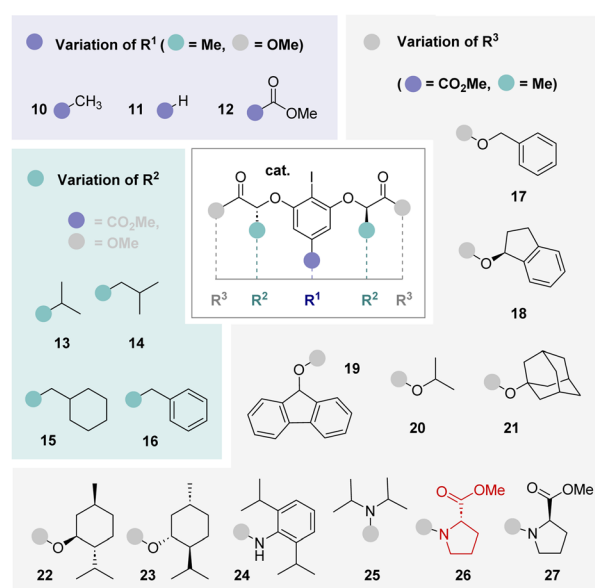 Variation of R¹ ( = Me, = OMe)
10 CH₃
11 H
12 O OMe
Variation of R³
( = CO₂Me, = Me)
O
17
O
18
Variation of R²
= CO₂Me,
= OMe
13
14
15
16
cat.
O O I O O
R³ R² R¹ R² R³
O
19
O
20
O
21
O
22
O
23
NH
24
N
25
O OMe
N
26
O OMe
N
27